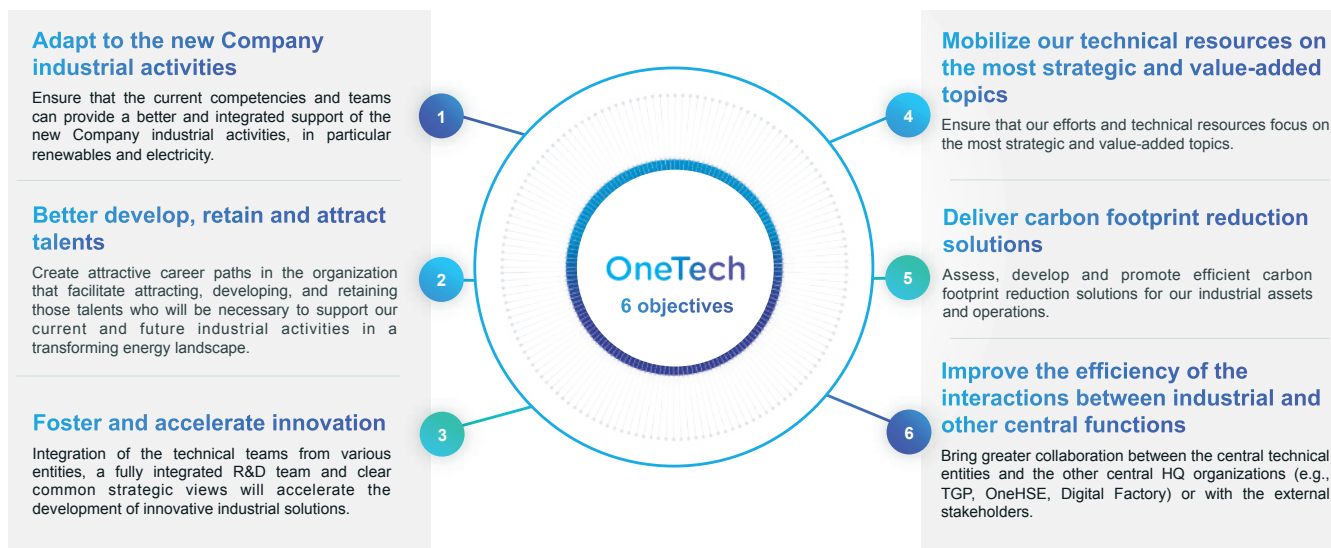 Adapt to the new Company
industrial activities
Ensure that the current competencies and teams
can provide a better and integrated support of the
new Company industrial activities, in particular
renewables and electricity.
1
Better develop, retain and attract
talents
Create attractive career paths in the organization
that facilitate attracting, developing, and retaining
those talents who will be necessary to support our
current and future industrial activities in a
transforming energy landscape.
2
Foster and accelerate innovation
Integration of the technical teams from various
entities, a fully integrated R&D team and clear
common strategic views will accelerate the
development of innovative industrial solutions.
3
OneTech
6 objectives
Mobilize our technical resources on
the most strategic and value-added
topics
Ensure that our efforts and technical resources focus on
the most strategic and value-added topics.
4
Deliver carbon footprint reduction
solutions
Assess, develop and promote efficient carbon
footprint reduction solutions for our industrial assets
and operations.
5
Improve the efficiency of the
interactions between industrial and
other central functions
Bring greater collaboration between the central technical
entities and the other central HQ organizations (e.g.,
TGP, OneHSE, Digital Factory) or with the external
stakeholders.
6